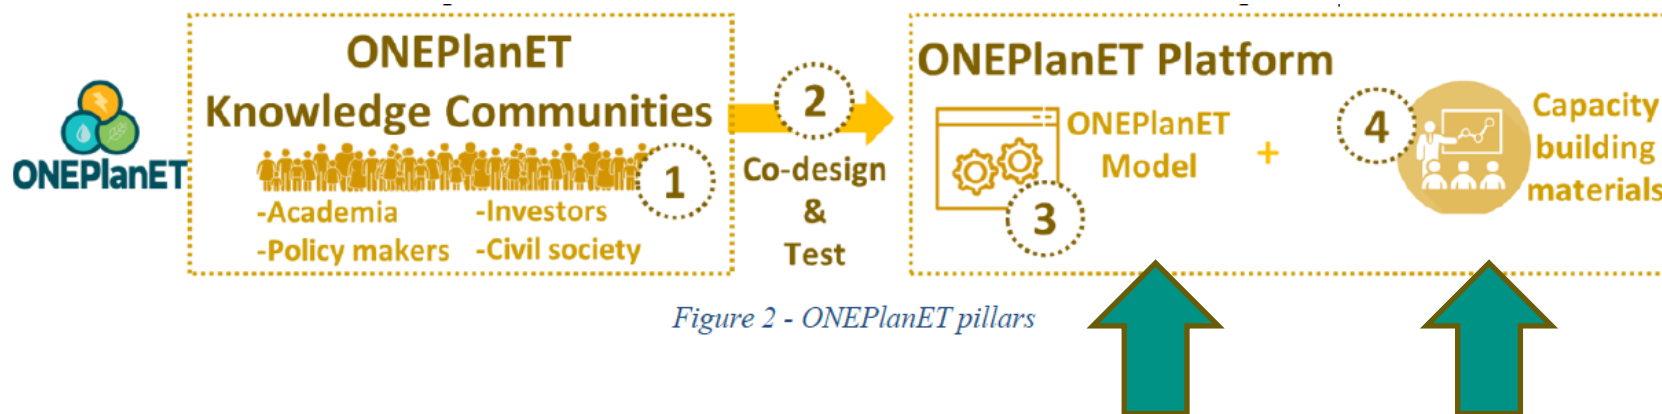 ONEPlanET
ONEPlanET
Knowledge Communities
1
-Academia
-Investors
-Policy makers
-Civil society
2
Co-design
&
Test
ONEPlanET Platform
ONEPlanET
Model
3
+
4
Capacity
building
materials
Figure 2 - ONEPlanET pillars